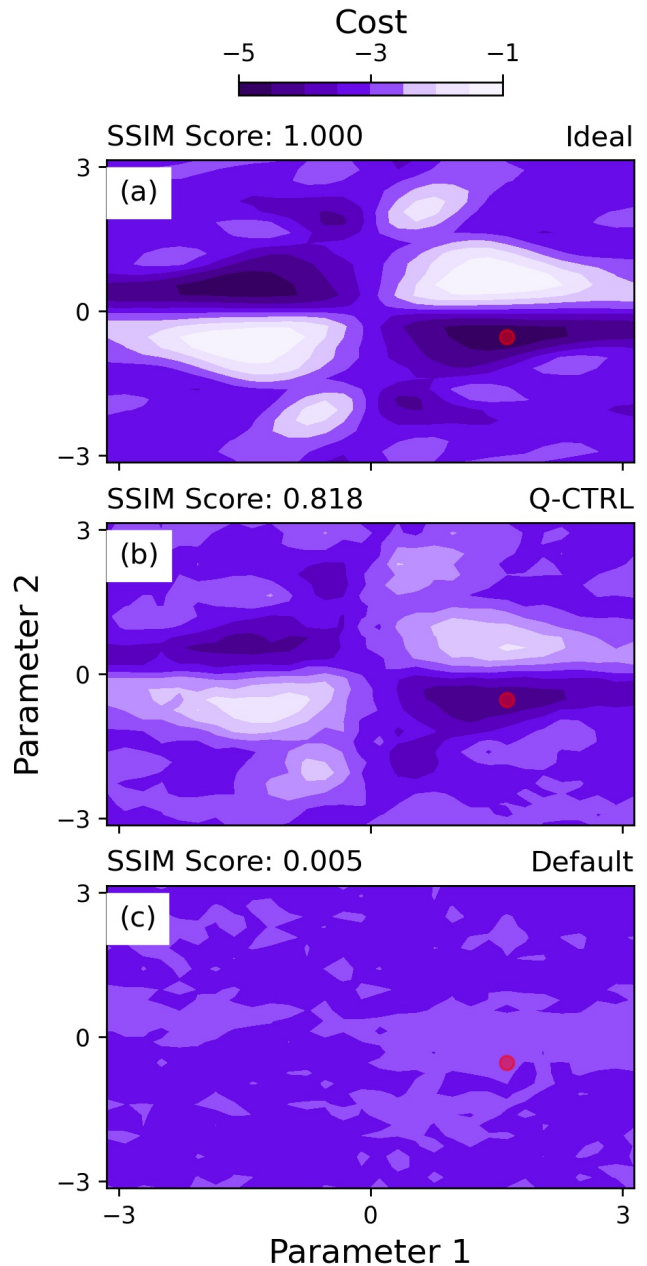 Cost
−5 −3 −1
SSIM Score: 1.000 Ideal
(a)
3
0
−3
SSIM Score: 0.818 Q-CTRL
(b)
3
0
−3
Parameter 2
SSIM Score: 0.005 Default
(c)
3
0
−3
−3 0 3
Parameter 1